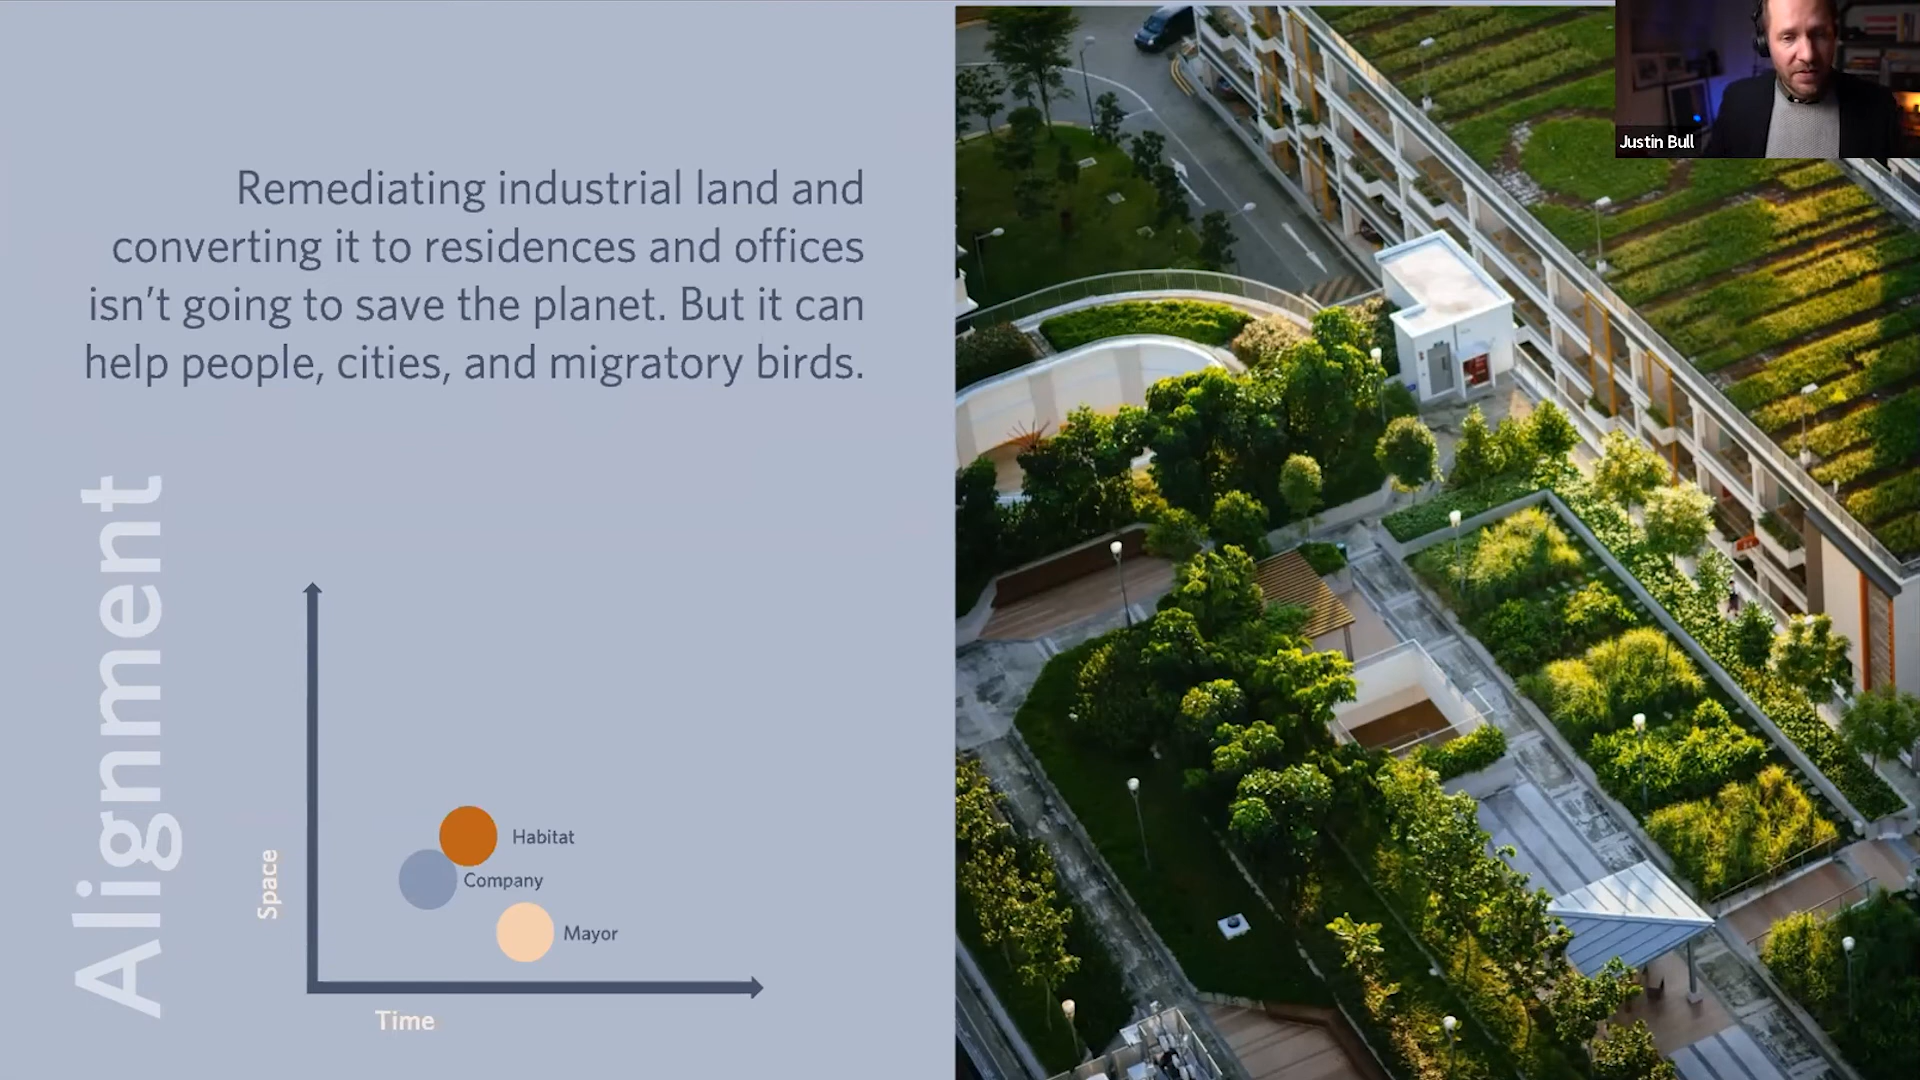 Remediating industrial land and
converting it to residences and offices
isn't going to save the planet. But it can
help people, cities, and migratory birds.
Alignment
Space
Habitat
Company
Mayor
Time
Justin Bull